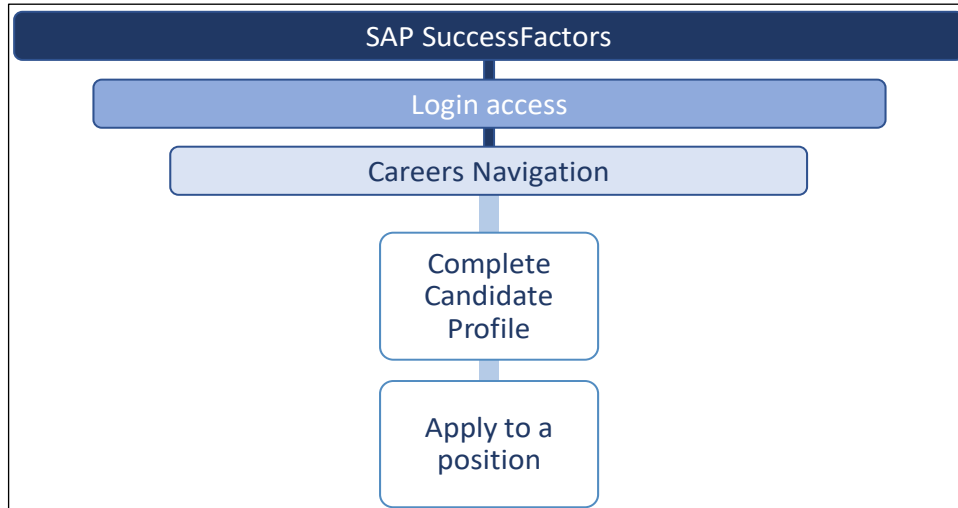 SAP SuccessFactors
Login access
Careers Navigation
Complete
Candidate
Profile
Apply to a
position